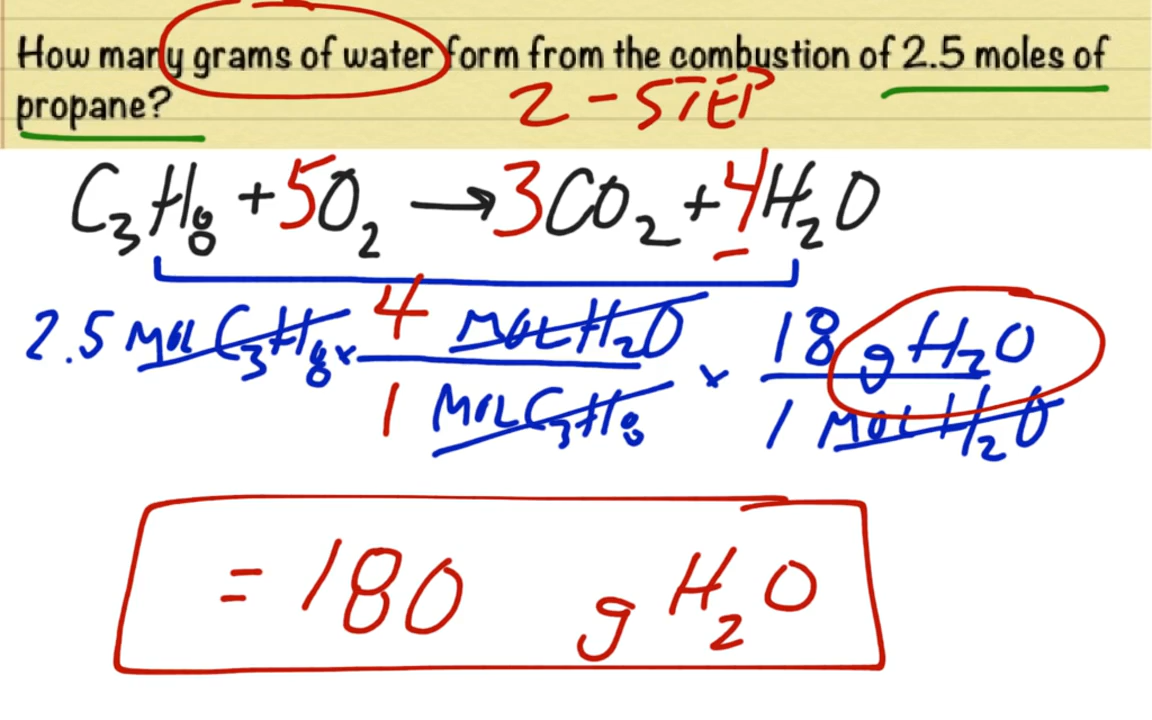 How many grams of water form from the combustion of 2.5 moles of
propane?
2-STEP
C₃H₈ + 5O₂ → 3CO₂ + 4H₂O
2.5 MOL C₃H₈ x 4 MOL H₂O x 18 g H₂O
1 MOL C₃H₈ 1 MOL H₂O
= 180 g H₂O